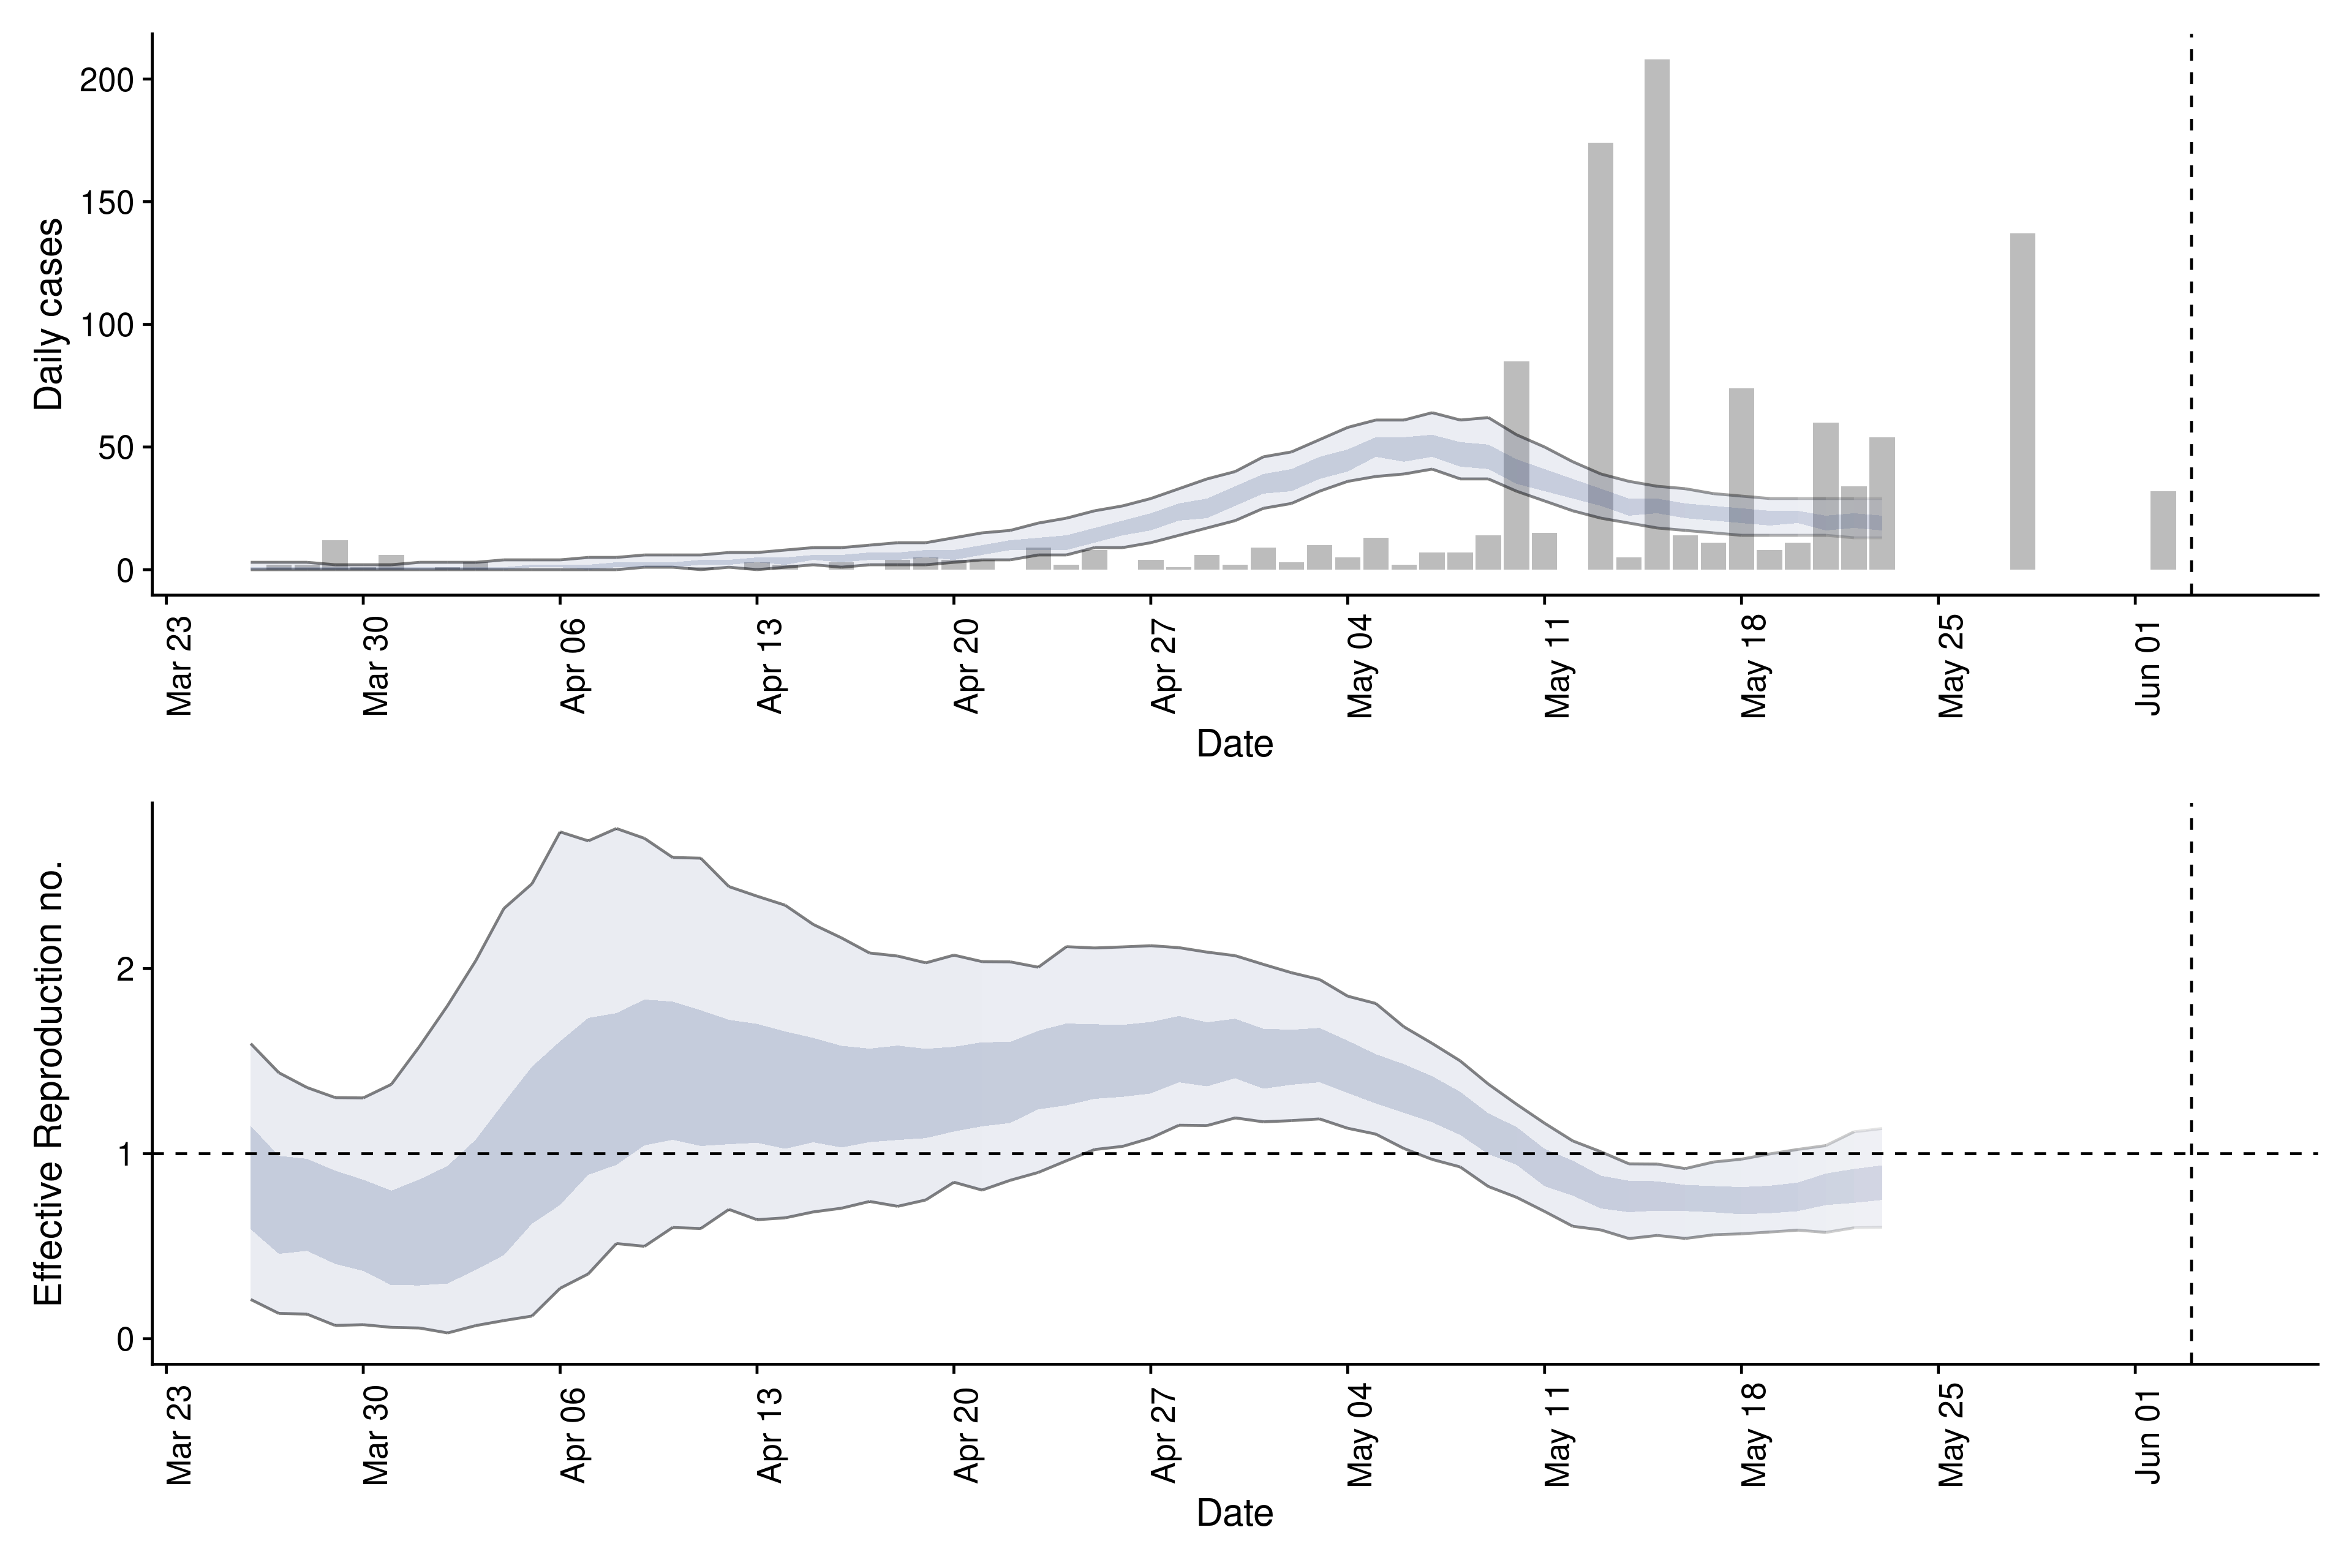 Daily cases
200
150
100
50
0
Mar 23
Mar 30
Apr 06
Apr 13
Apr 20
Apr 27
May 04
May 11
May 18
May 25
Jun 01
Date
Effective Reproduction no.
2
1
0
Mar 23
Mar 30
Apr 06
Apr 13
Apr 20
Apr 27
May 04
May 11
May 18
May 25
Jun 01
Date